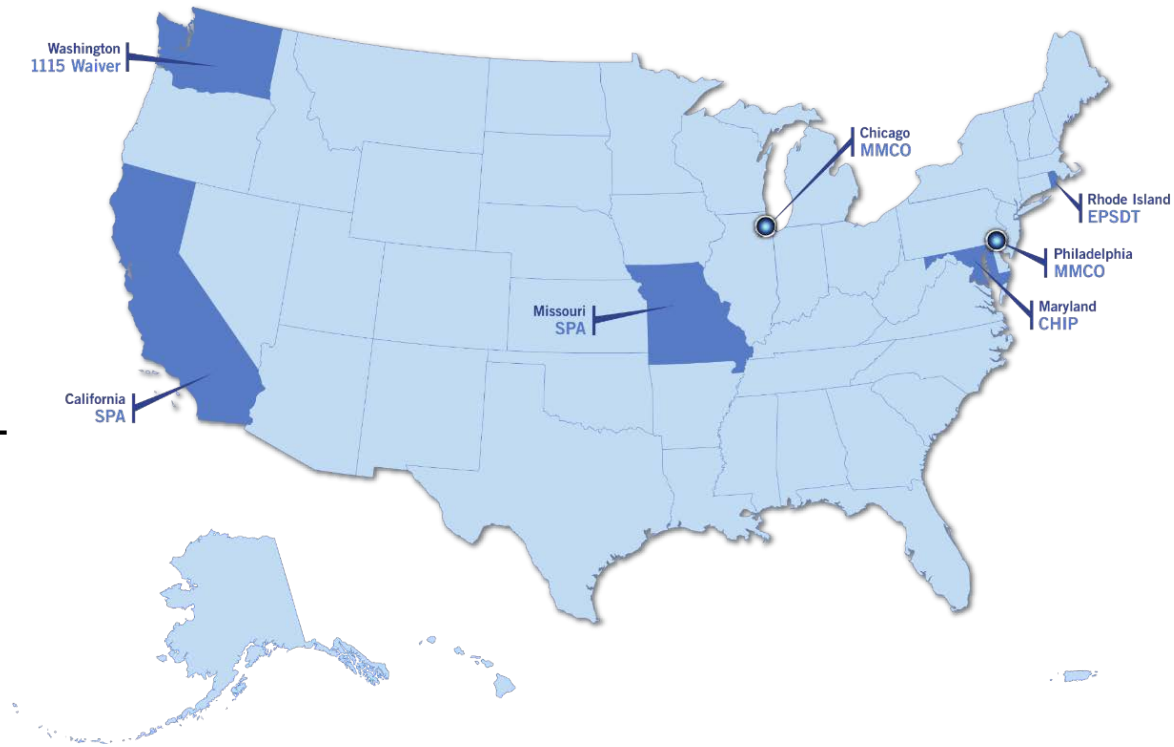 Washington
1115 Waiver
Chicago
MMCO
Rhode Island
EPSDT
Philadelphia
MMCO
Maryland
CHIP
Missouri
SPA
California
SPA